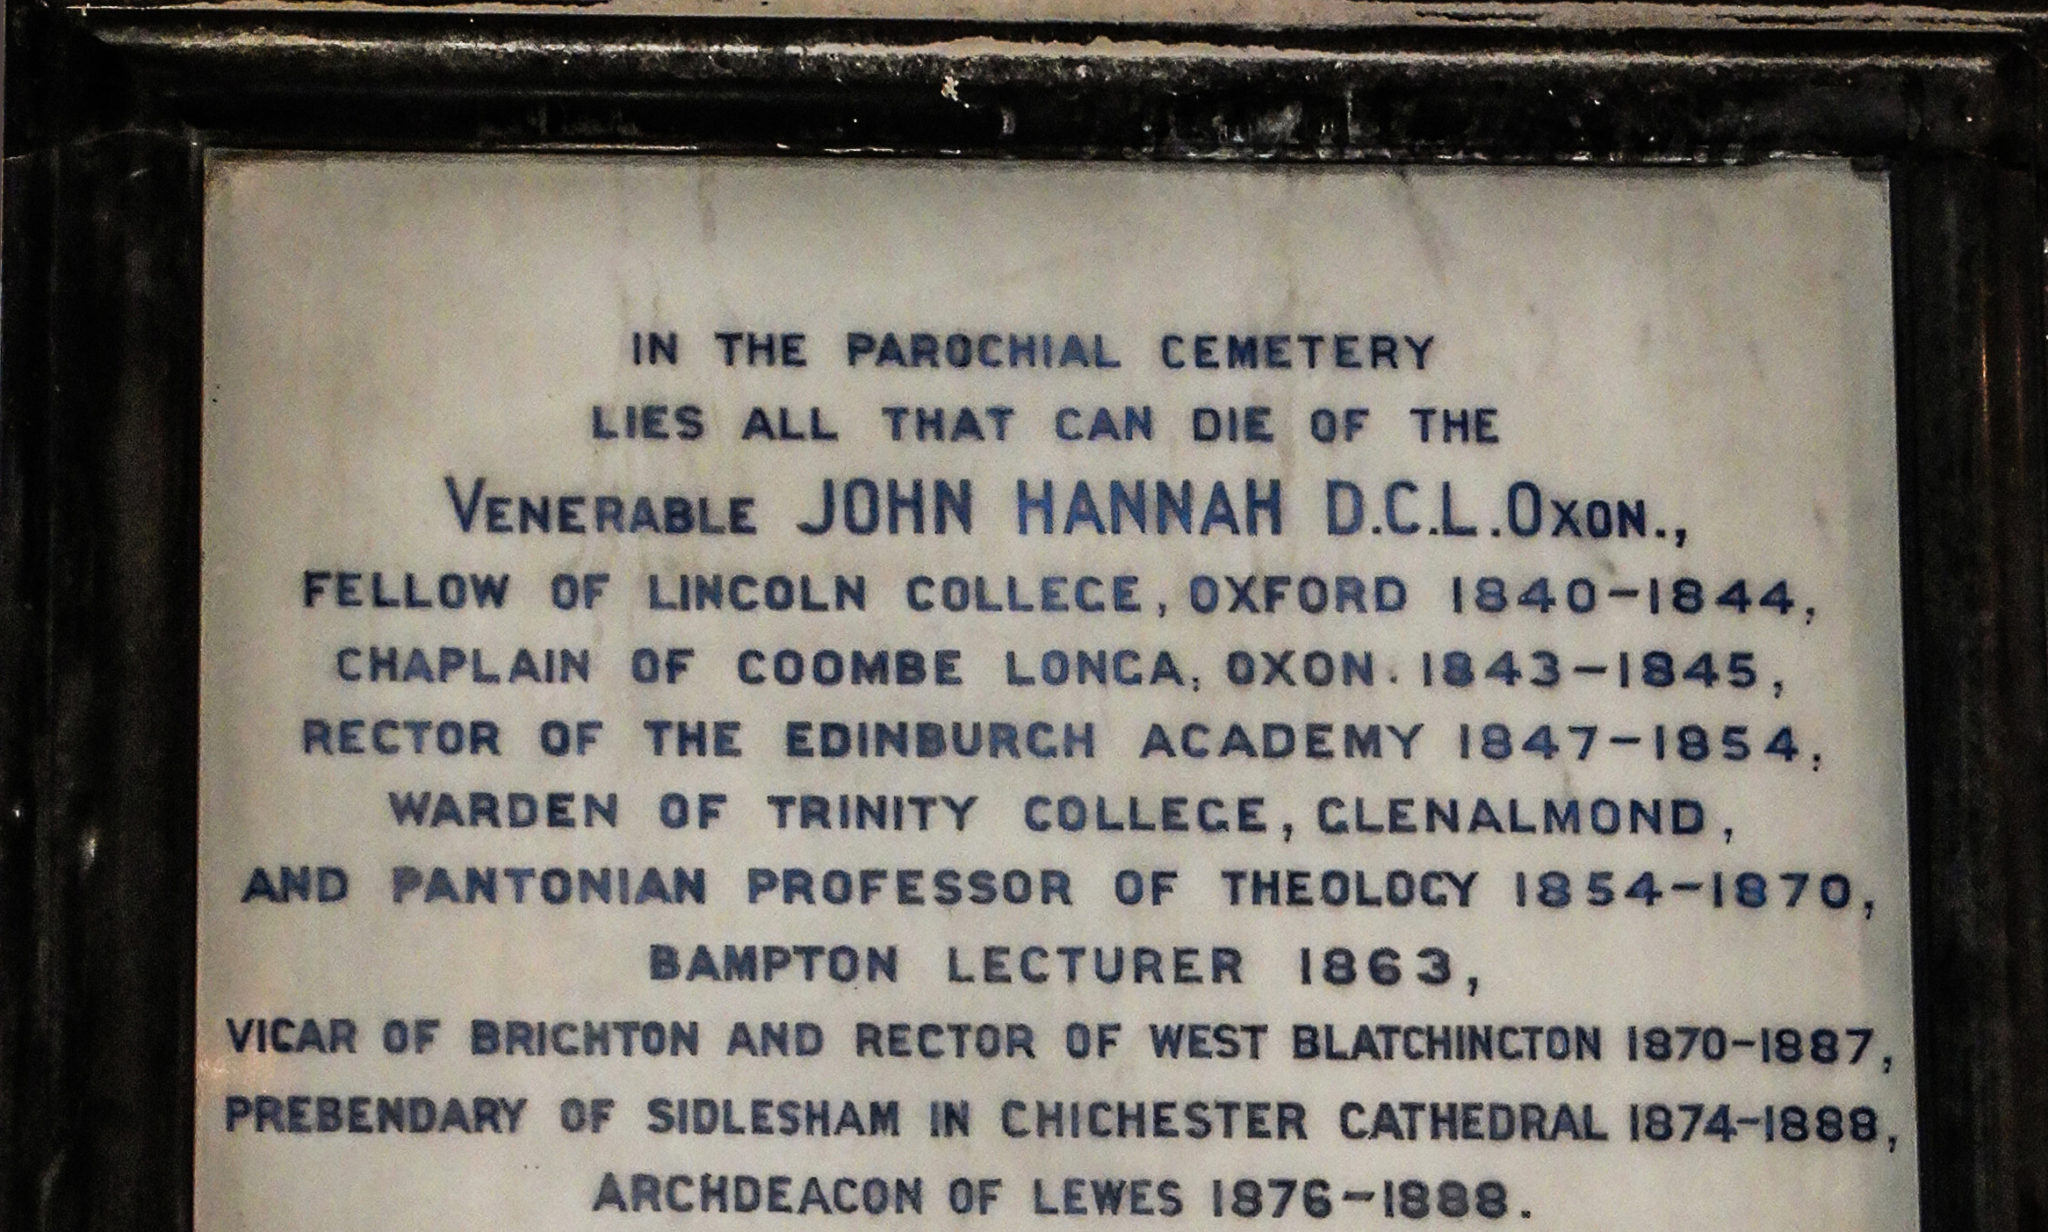 IN THE PAROCHIAL CEMETERY
LIES ALL THAT CAN DIE OF THE
VENERABLE JOHN HANNAH D.C.L. OXON.,
FELLOW OF LINCOLN COLLEGE, OXFORD 1840-1844,
CHAPLAIN OF COOMBE LONGA, OXON. 1843-1845,
RECTOR OF THE EDINBURGH ACADEMY 1847-1854,
WARDEN OF TRINITY COLLEGE, GLENALMOND,
AND PANTONIAN PROFESSOR OF THEOLOGY 1854-1870,
BAMPTON LECTURER 1863,
VICAR OF BRIGHTON AND RECTOR OF WEST BLATCHINGTON 1870-1887,
PREBENDARY OF SIDLESHAM IN CHICHESTER CATHEDRAL 1874-1888,
ARCHDEACON OF LEWES 1876-1888.